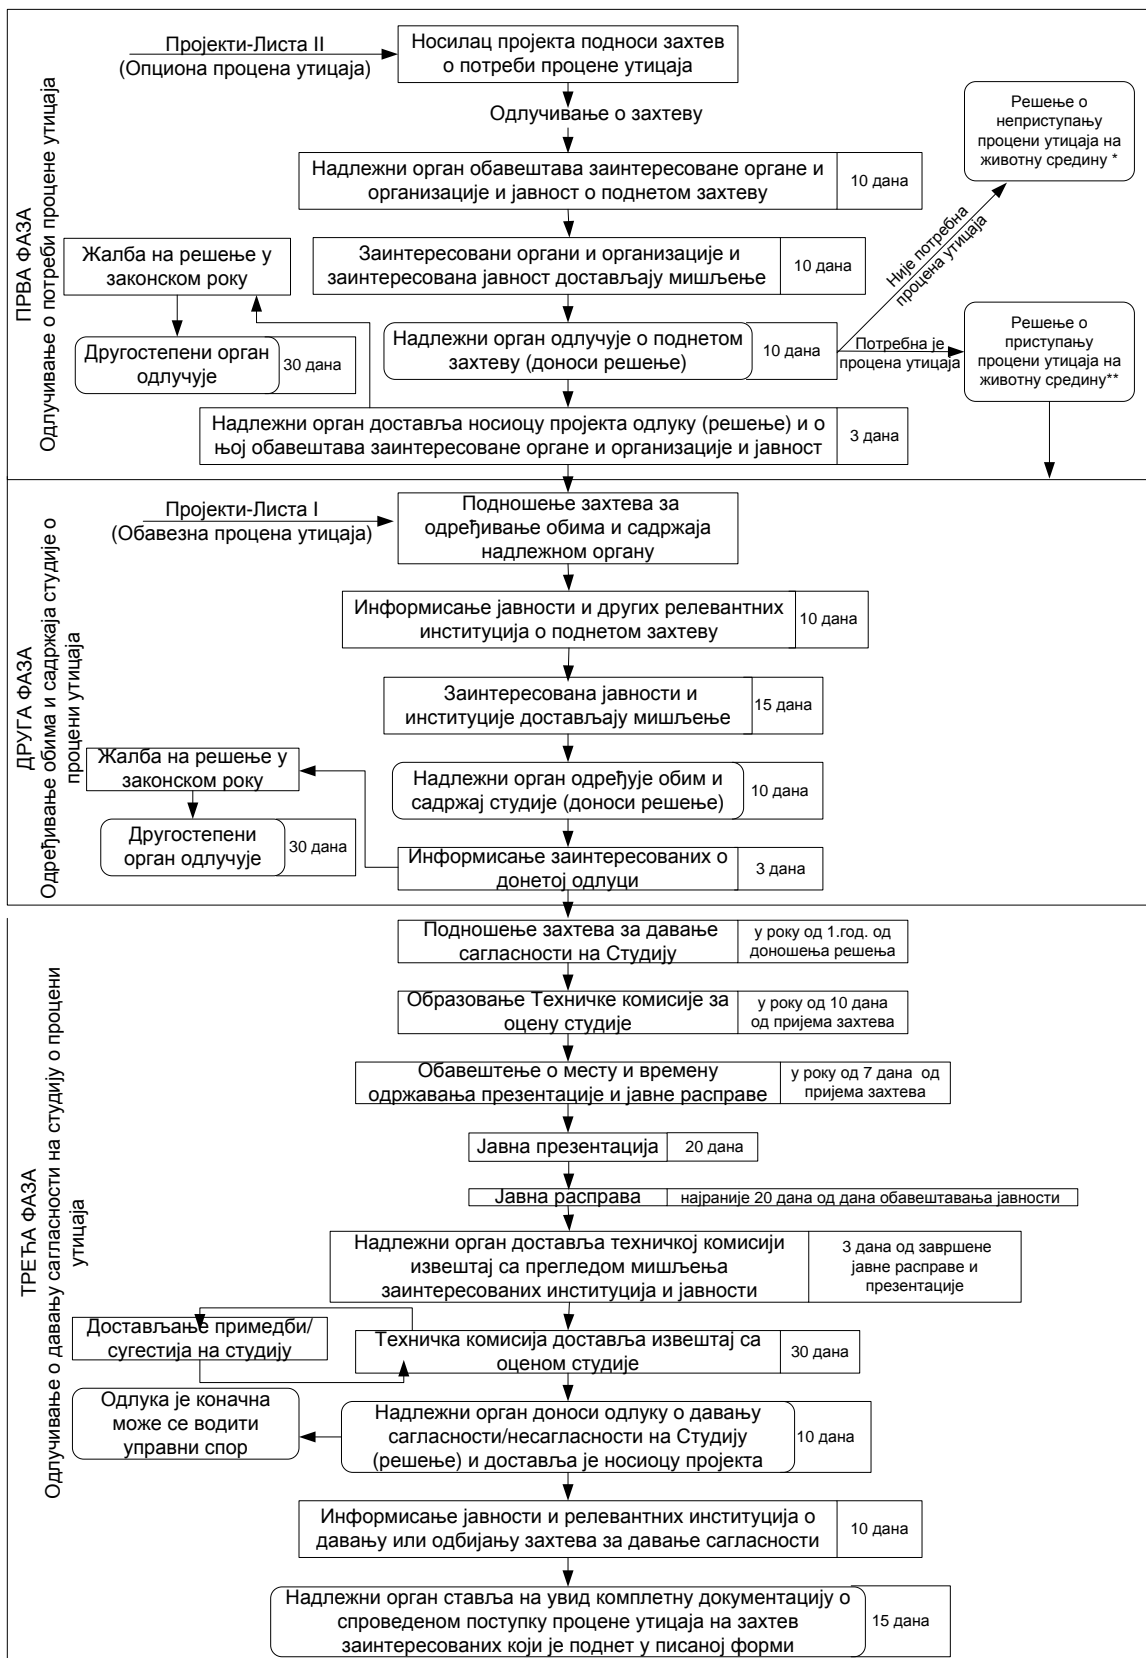 ПРВА ФАЗА
Одлучивање о потреби процене утицаја
Пројекти-Листа II
(Опциона процена утицаја)
Носилац пројекта подноси захтев
о потреби процене утицаја
Одлучивање о захтеву
Надлежни орган обавештава заинтересоване органе и
организације и јавност о поднетом захтеву
10 дана
Решење о
неприступању
процени утицаја на
животну средину *
Није потребна
процена утицаја
Жалба на решење у
законском року
Заинтересовани органи и организације и
заинтересована јавност достављају мишљење
10 дана
Другостепени орган
одлучује
30 дана
Надлежни орган одлучује о поднетом
захтеву (доноси решење)
10 дана
Потребна је
процена утицаја
Решење о
приступању
процени утицаја на
животну средину**
Надлежни орган доставља носиоцу пројекта одлуку (решење) и о
њој обавештава заинтересоване органе и организације и јавност
3 дана
ДРУГА ФАЗА
Одређивање обима и садржаја студије о
процени утицаја
Пројекти-Листа I
(Обавезна процена утицаја)
Подношење захтева за
одређивање обима и садржаја
надлежном органу
Информисање јавности и других релевантних
институција о поднетом захтеву
10 дана
Заинтересована јавности и
институције достављају мишљење
15 дана
Жалба на решење у
законском року
Надлежни орган одређује обим и
садржај студије (доноси решење)
10 дана
Другостепени
орган одлучује
30 дана
Информисање заинтересованих о
донетој одлуци
3 дана
ТРЕЋА ФАЗА
Одлучивање о давању сагласности на студију о процени
утицаја
Подношење захтева за давање
сагласности на Студију
у року од 1.год. од
доношења решења
Образовање Техничке комисије за
оцену студије
у року од 10 дана
од пријема захтева
Обавештење о месту и времену
одржавања презентације и јавне расправе
у року од 7 дана од
пријема захтева
Јавна презентација
20 дана
Јавна расправа
најраније 20 дана од дана обавештавања јавности
Надлежни орган доставља техничкој комисији
извештај са прегледом мишљења
заинтересованих институција и јавности
3 дана од завршене
јавне расправе и
презентације
Достављање примедби/
сугестија на студију
Техничка комисија доставља извештај са
оценом студије
30 дана
Одлука је коначна
може се водити
управни спор
Надлежни орган доноси одлуку о давању
сагласности/несагласности на Студију
(решење) и доставља је носиоцу пројекта
10 дана
Информисање јавности и релевантних институција о
давању или одбијању захтева за давање сагласности
10 дана
Надлежни орган ставља на увид комплетну документацију о
спроведеном поступку процене утицаја на захтев
заинтересованих који је поднет у писаној форми
15 дана